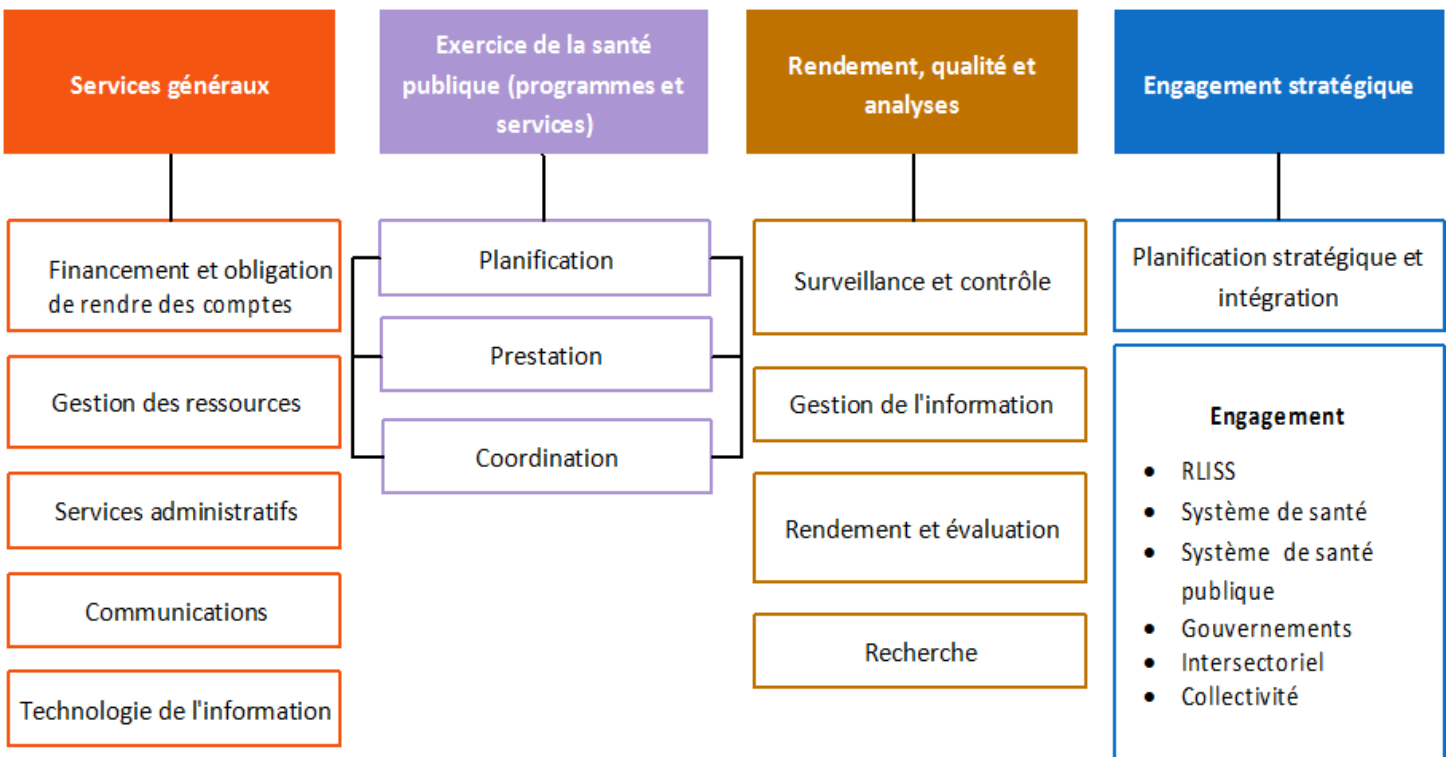 Services généraux
Exercice de la santé
publique (programmes et
services)
Rendement, qualité et
analyses
Engagement stratégique
Financement et obligation
de rendre des comptes
Gestion des ressources
Services administratifs
Communications
Technologie de l'information
Planification
Prestation
Coordination
Surveillance et contrôle
Gestion de l'information
Rendement et évaluation
Recherche
Planification stratégique et
intégration
Engagement
• RLISS
• Système de santé
• Système de santé
publique
• Gouvernements
• Intersectoriel
• Collectivité